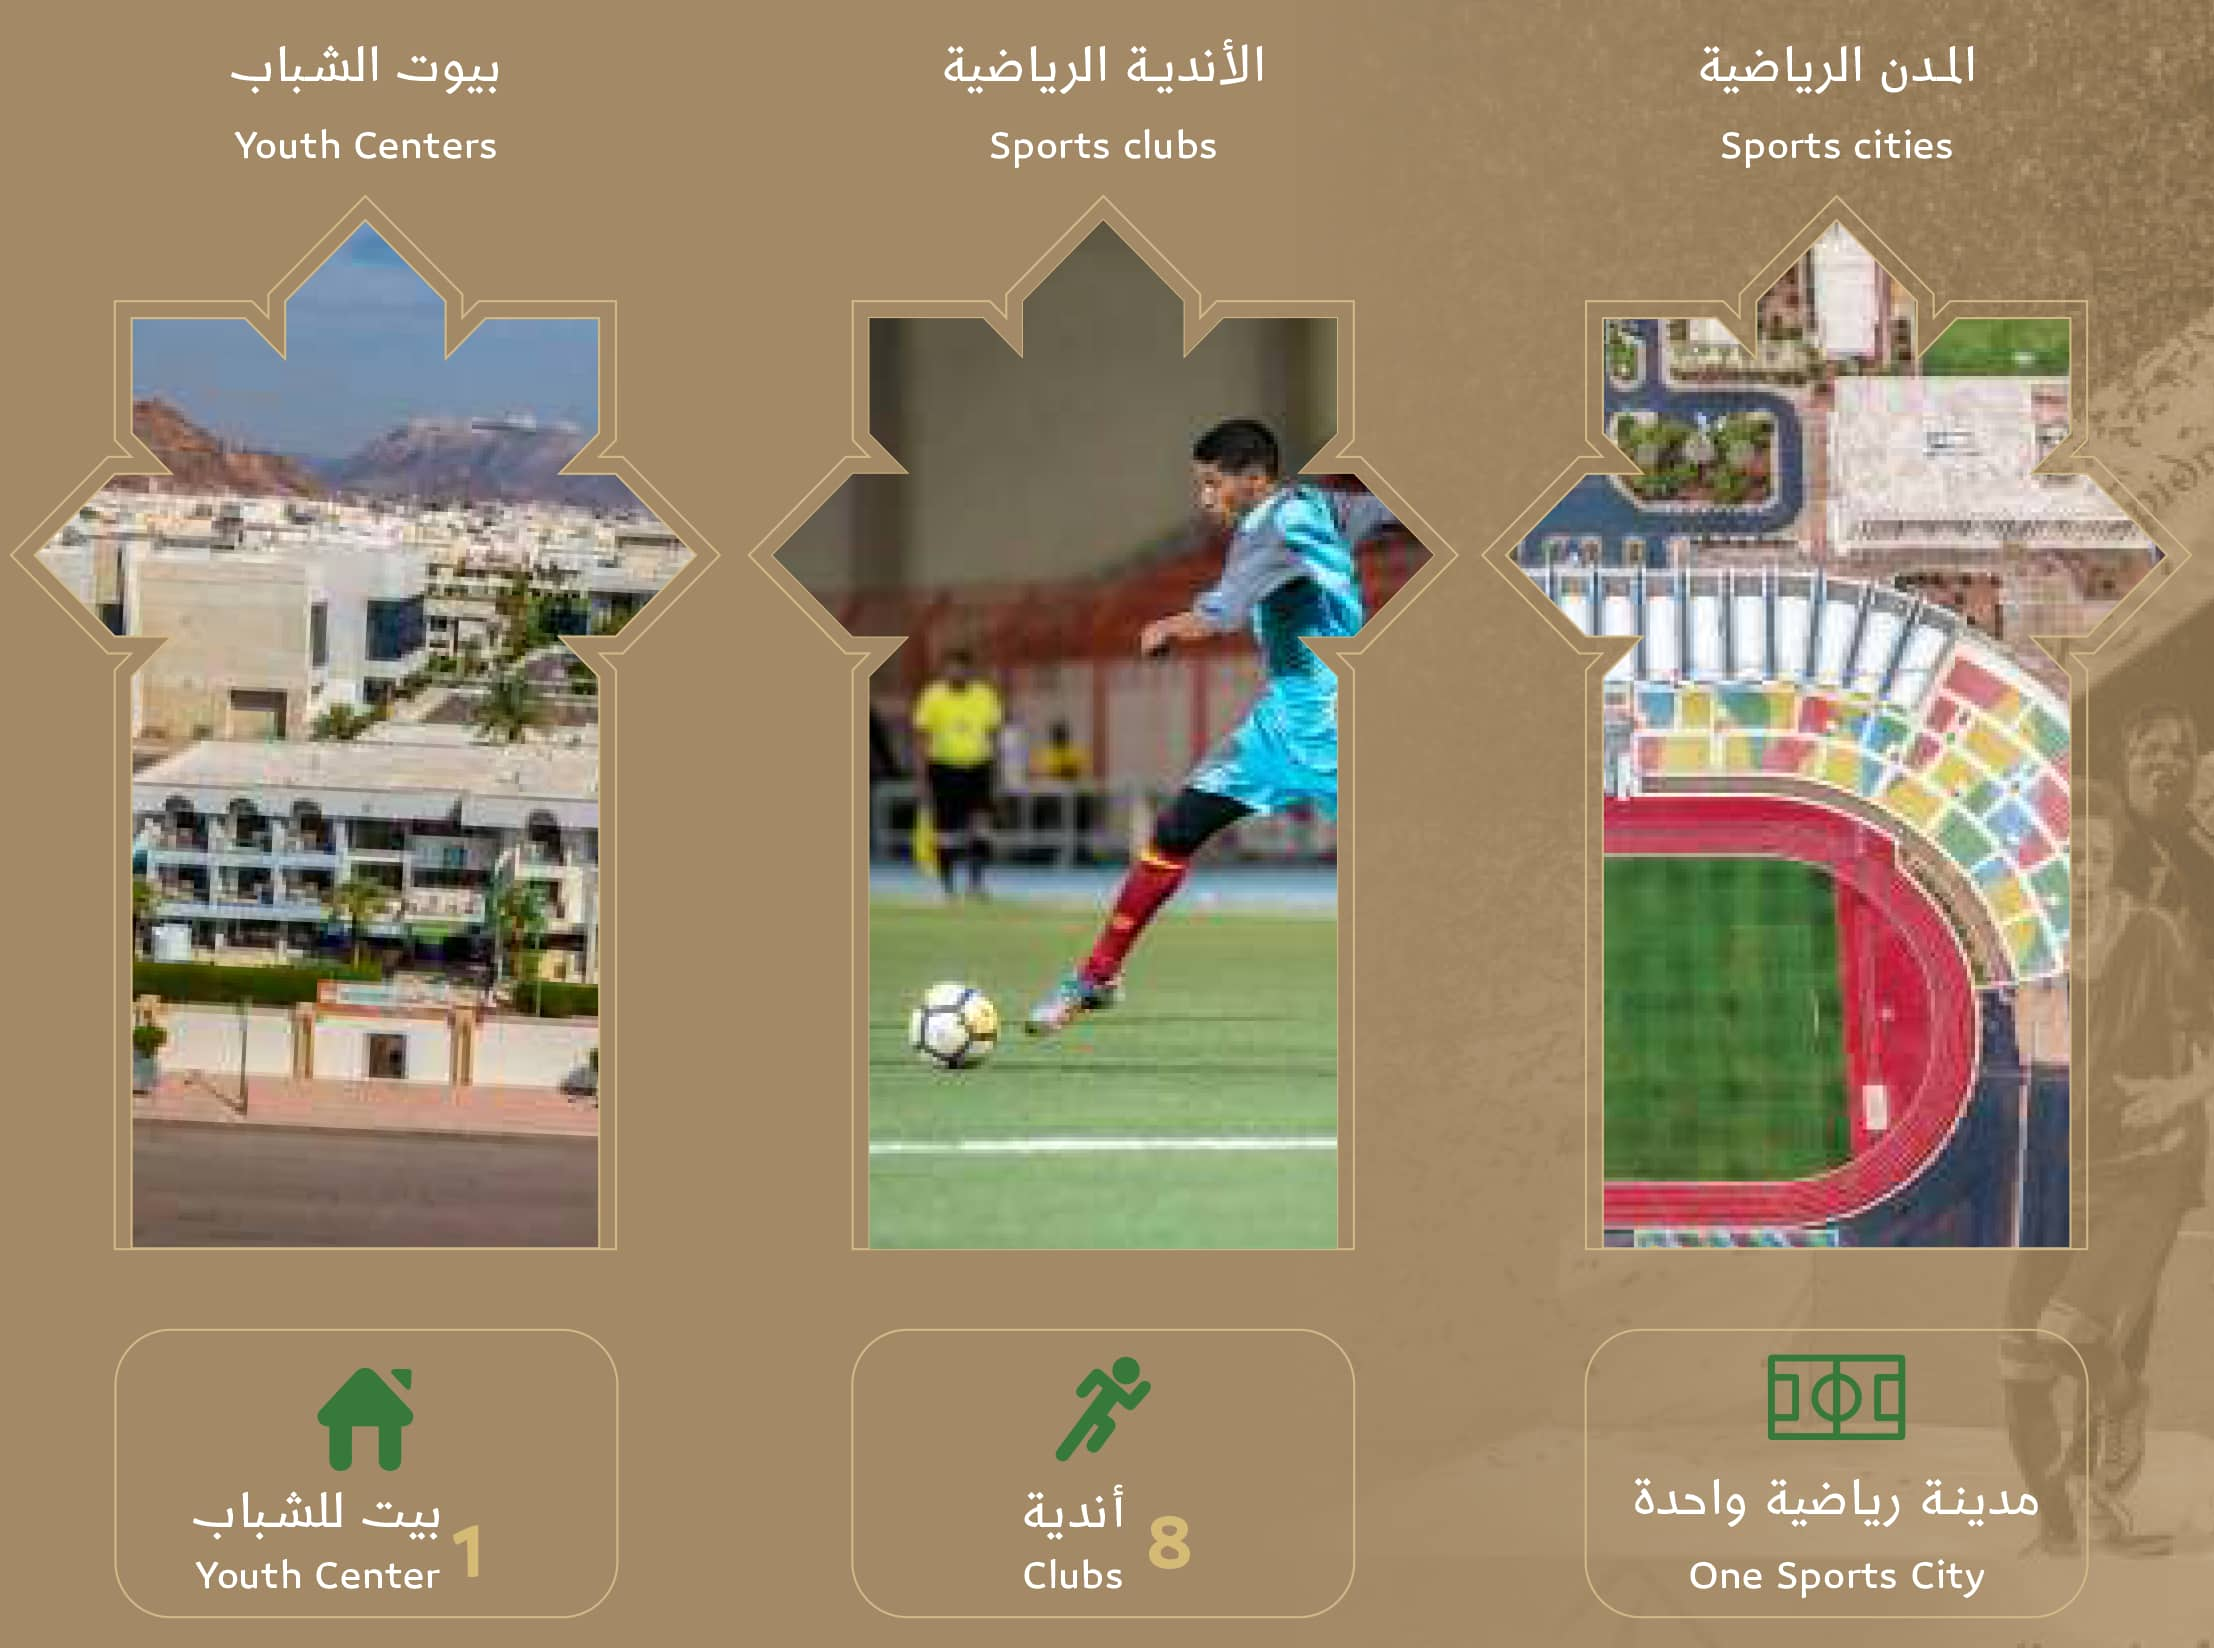 المدن الرياضية
Sports cities
مدينة رياضية واحدة
One Sports City
الأندية الرياضية
Sports clubs
8 أندية
Clubs
بيوت الشباب
Youth Centers
1 بيت للشباب
Youth Center